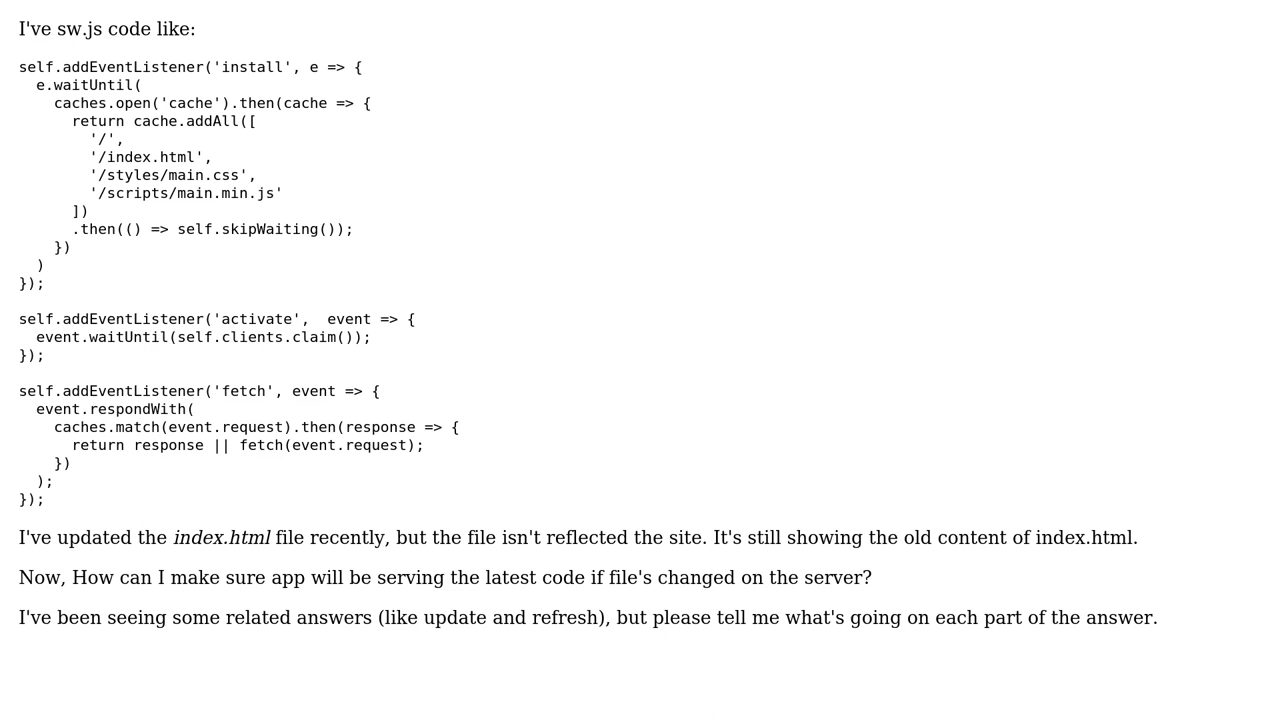 I've sw.js code like:
self.addEventListener('install', e => {
  e.waitUntil(
    caches.open('cache').then(cache => {
      return cache.addAll([
        '/',
        '/index.html',
        '/styles/main.css',
        '/scripts/main.min.js'
      ])
      .then(() => self.skipWaiting());
    })
  )
});
self.addEventListener('activate',  event => {
  event.waitUntil(self.clients.claim());
});
self.addEventListener('fetch', event => {
  event.respondWith(
    caches.match(event.request).then(response => {
      return response || fetch(event.request);
    })
  );
});
I've updated the index.html file recently, but the file isn't reflected the site. It's still showing the old content of index.html.
Now, How can I make sure app will be serving the latest code if file's changed on the server?
I've been seeing some related answers (like update and refresh), but please tell me what's going on each part of the answer.